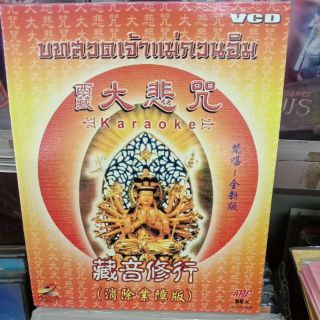 VCD
บทสวดเจ้าแม่กวนอิม
大悲咒
Karaoke
梵唱~全新版
藏音修行
(消除業障版)